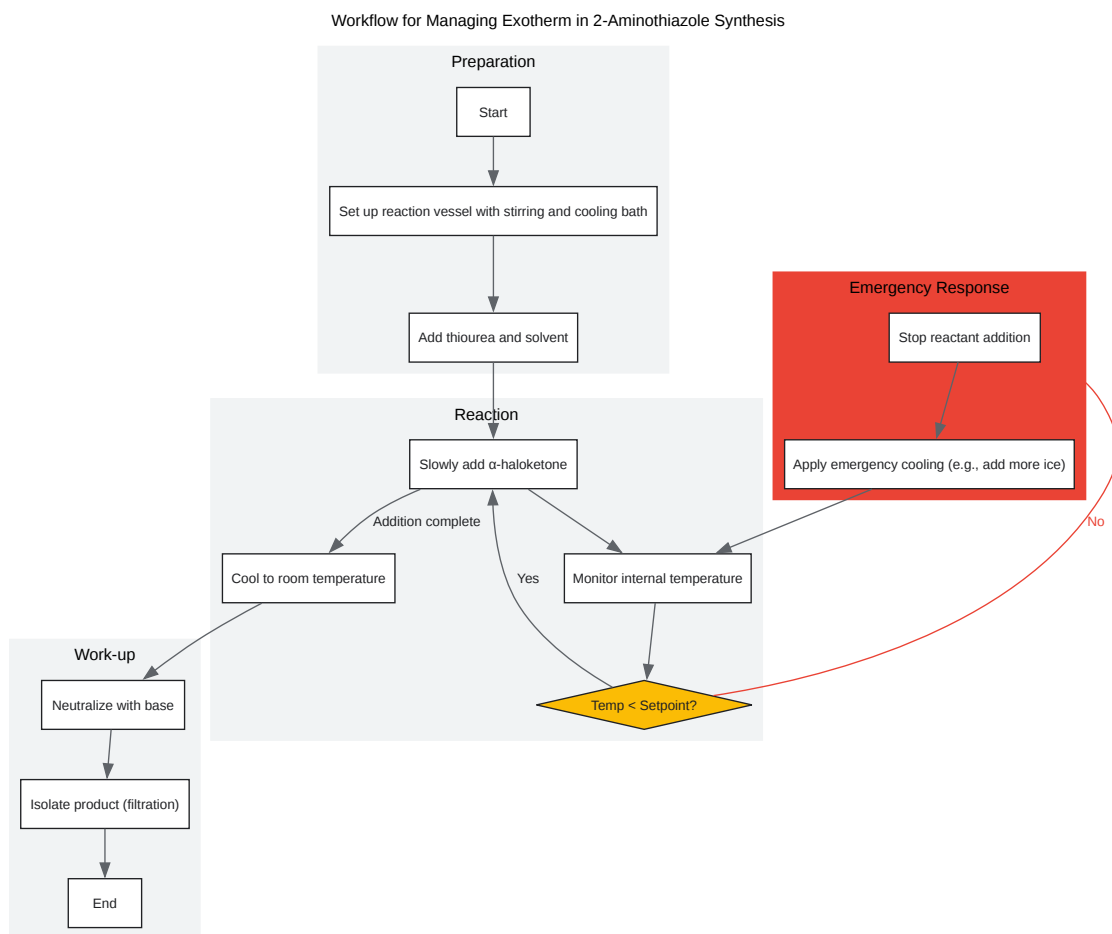 Workflow for Managing Exotherm in 2-Aminothiazole Synthesis
Preparation
Start
Set up reaction vessel with stirring and cooling bath
Add thiourea and solvent
Emergency Response
Stop reactant addition
Apply emergency cooling (e.g., add more ice)
No
Reaction
Slowly add α-haloketone
Addition complete
Cool to room temperature
Yes
Monitor internal temperature
Temp < Setpoint?
Work-up
Neutralize with base
Isolate product (filtration)
End